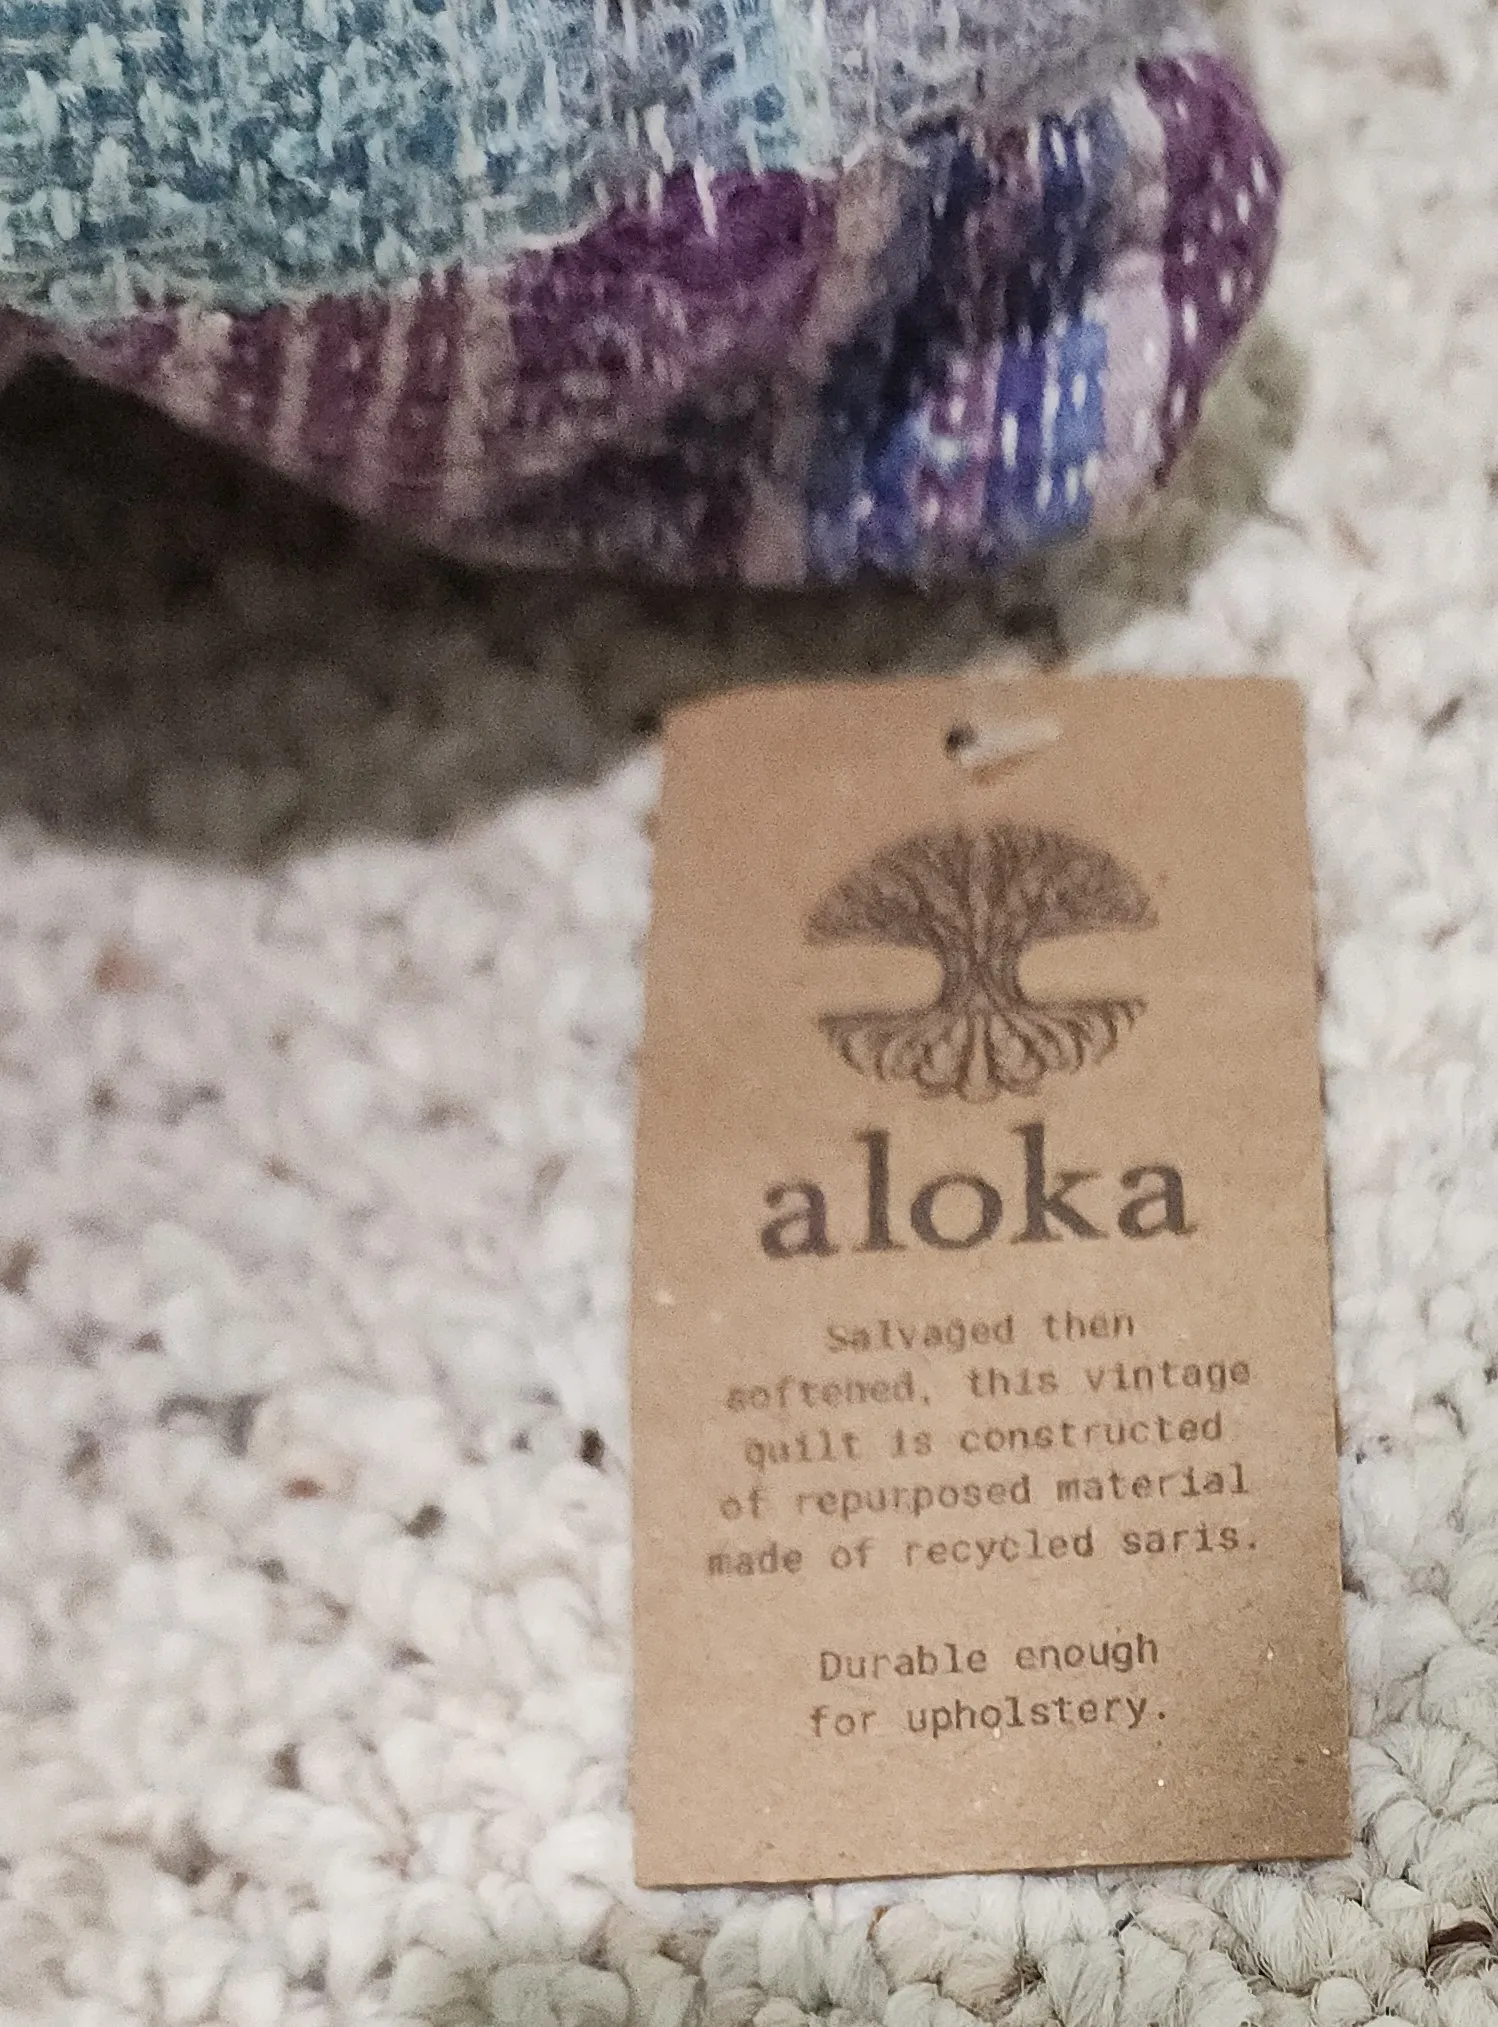 aloka
Salvaged then
softened, this vintage
quilt is constructed
of repurposed material
made of recycled saris.
Durable enough
for upholstery.